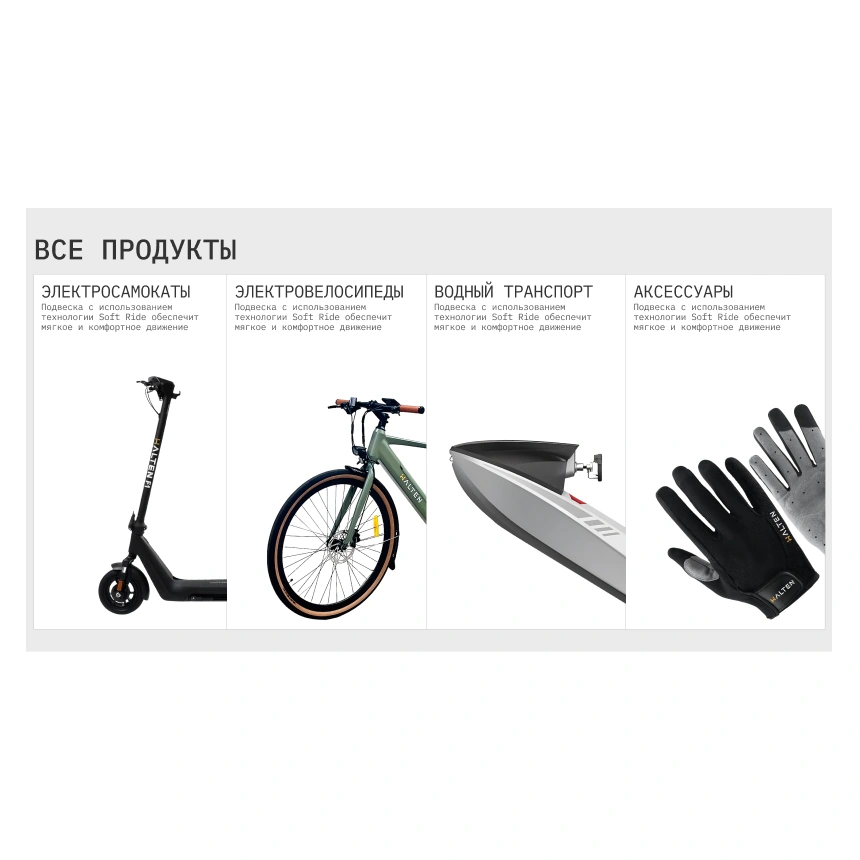 ВСЕ ПРОДУКТЫ
ЭЛЕКТРОСАМОКАТЫ
Подвеска с использованием
технологии Soft Ride обеспечит
мягкое и комфортное движение
ЭЛЕКТРОВЕЛОСИПЕДЫ
Подвеска с использованием
технологии Soft Ride обеспечит
мягкое и комфортное движение
ВОДНЫЙ ТРАНСПОРТ
Подвеска с использованием
технологии Soft Ride обеспечит
мягкое и комфортное движение
АКСЕССУАРЫ
Подвеска с использованием
технологии Soft Ride обеспечит
мягкое и комфортное движение
HALTEN
HALTEN
HALTEN
HALTEN